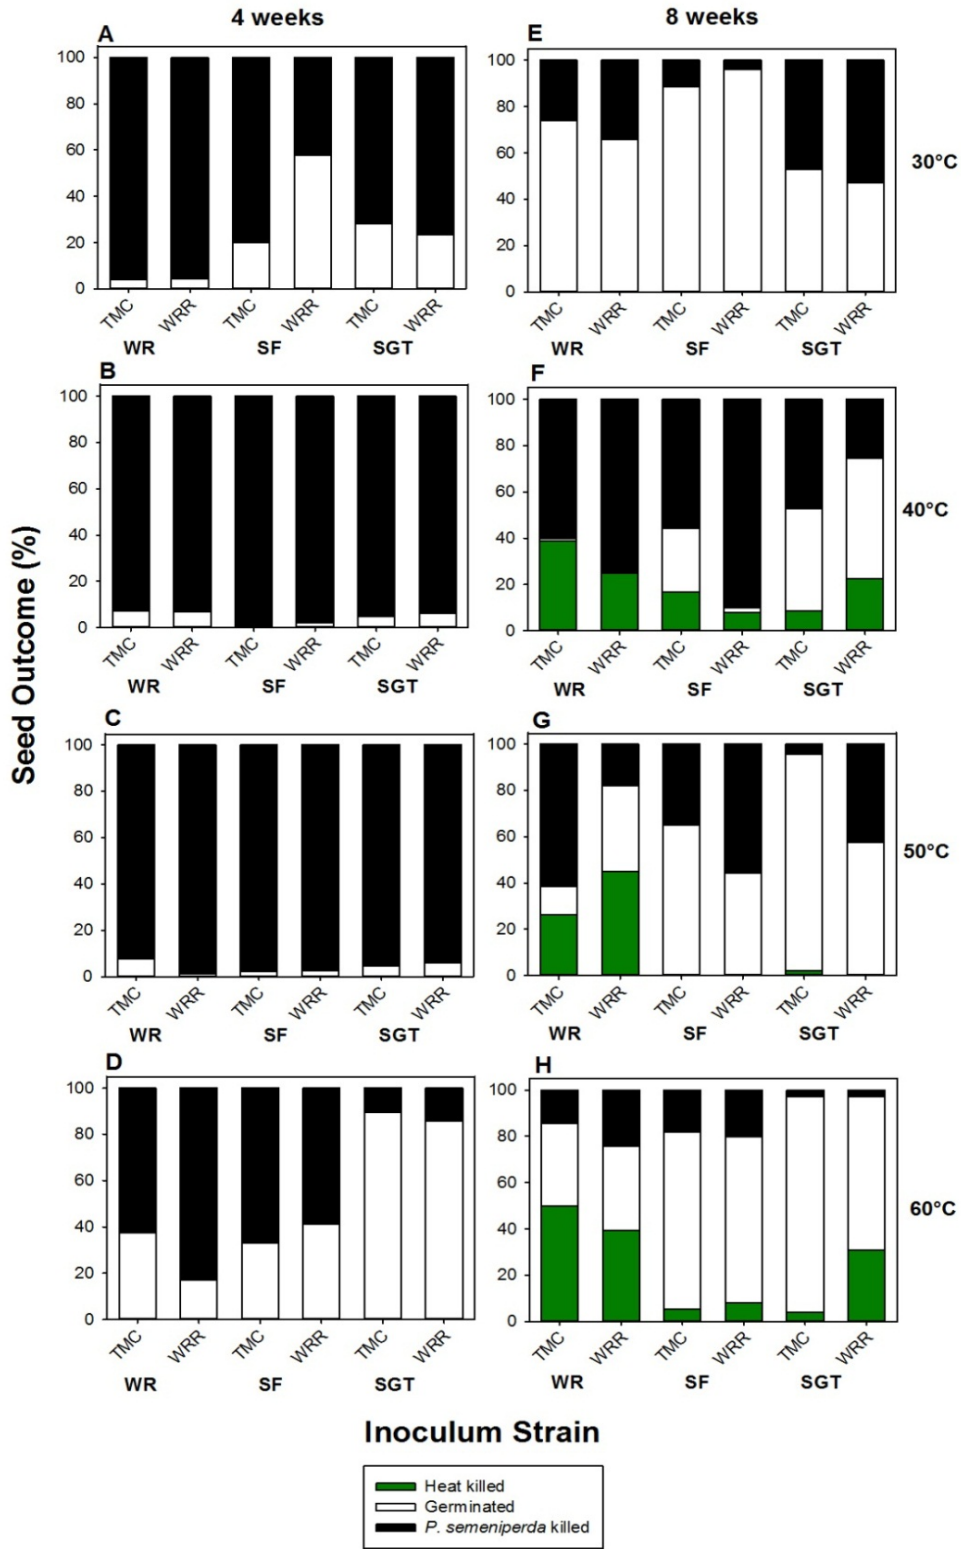 4 weeks
8 weeks
A
100
80
60
40
20
0
TMC WRR TMC WRR TMC WRR
WR SF SGT
E
100
80
60
40
20
0
TMC WRR TMC WRR TMC WRR
WR SF SGT
30°C
B
100
80
60
40
20
0
TMC WRR TMC WRR TMC WRR
WR SF SGT
F
100
80
60
40
20
0
TMC WRR TMC WRR TMC WRR
WR SF SGT
40°C
Seed Outcome (%)
C
100
80
60
40
20
0
TMC WRR TMC WRR TMC WRR
WR SF SGT
G
100
80
60
40
20
0
TMC WRR TMC WRR TMC WRR
WR SF SGT
50°C
D
100
80
60
40
20
0
TMC WRR TMC WRR TMC WRR
WR SF SGT
H
100
80
60
40
20
0
TMC WRR TMC WRR TMC WRR
WR SF SGT
60°C
Inoculum Strain
Heat killed
Germinated
P. semeniperda killed